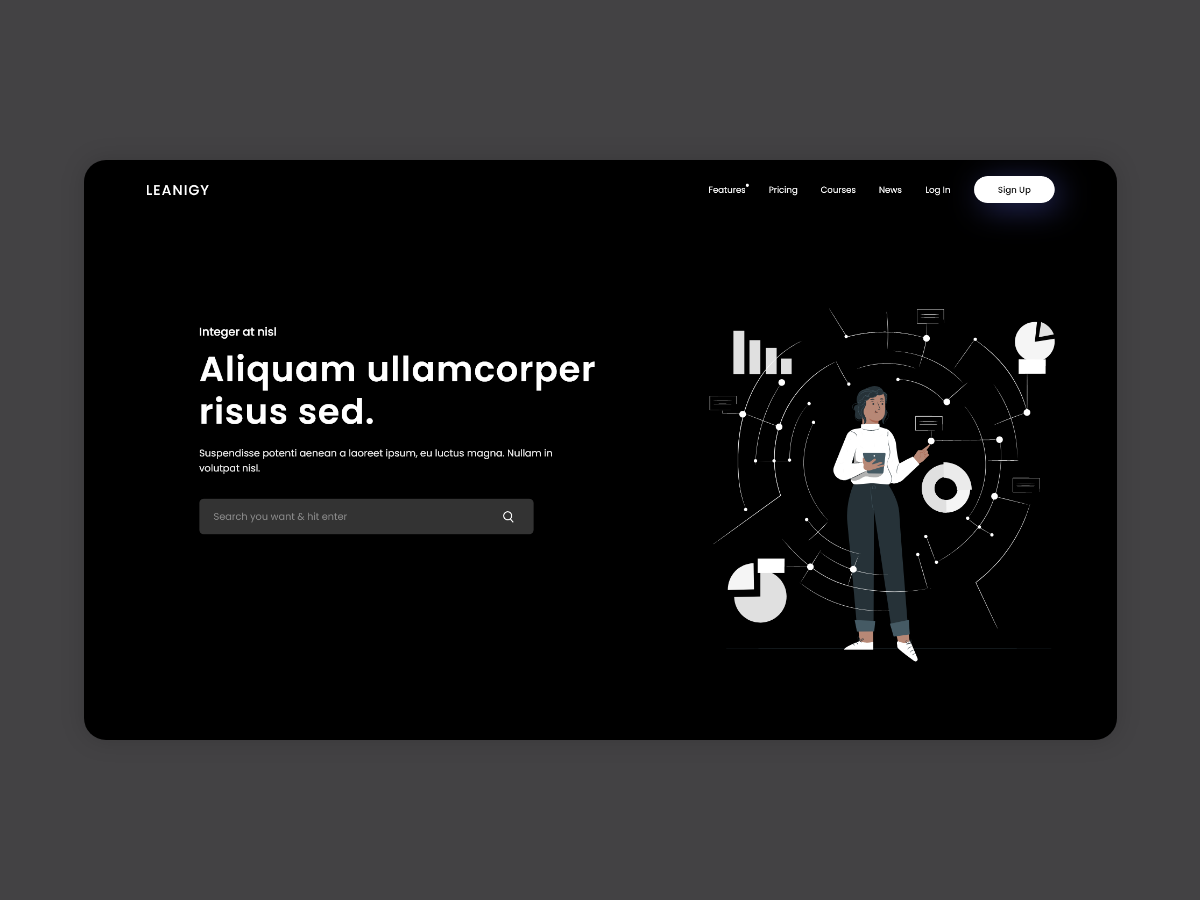 LEANIGY
Features
Pricing
Courses
News
Log In
Sign Up
Integer at nisl
Aliquam ullamcorper
risus sed.
Suspendisse potenti aenean a laoreet ipsum, eu luctus magna. Nullam in
volutpat nisl.
Search you want & hit enter